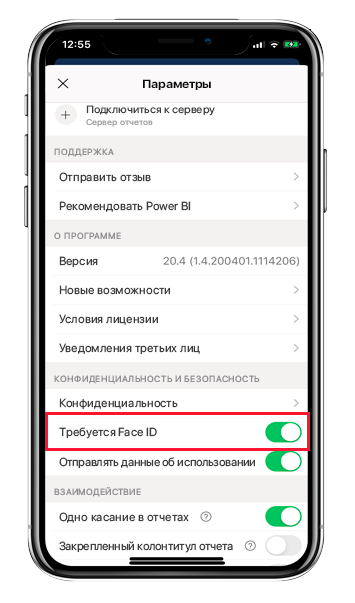 12:55
Параметры
Подключиться к серверу
Сервер отчетов
ПОДДЕРЖКА
Отправить отзыв
Рекомендовать Power BI
О ПРОГРАММЕ
Версия 20.4 (1.4.200401.1114206)
Новые возможности
Условия лицензии
Уведомления третьих лиц
КОНФИДЕНЦИАЛЬНОСТЬ И БЕЗОПАСНОСТЬ
Конфиденциальность
Требуется Face ID
Отправлять данные об использовании
ВЗАИМОДЕЙСТВИЕ
Одно касание в отчетах ?
Закрепленный колонтитул отчета ?